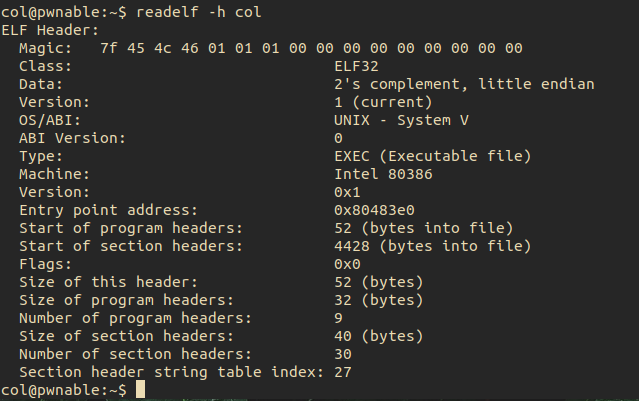 col@pwnable:~$ readelf -h col
ELF Header:
  Magic:   7f 45 4c 46 01 01 01 00 00 00 00 00 00 00 00 00
  Class:                             ELF32
  Data:                              2's complement, little endian
  Version:                           1 (current)
  OS/ABI:                            UNIX - System V
  ABI Version:                       0
  Type:                              EXEC (Executable file)
  Machine:                           Intel 80386
  Version:                           0x1
  Entry point address:               0x80483e0
  Start of program headers:          52 (bytes into file)
  Start of section headers:          4428 (bytes into file)
  Flags:                             0x0
  Size of this header:               52 (bytes)
  Size of program headers:           32 (bytes)
  Number of program headers:         9
  Size of section headers:           40 (bytes)
  Number of section headers:         30
  Section header string table index: 27
col@pwnable:~$